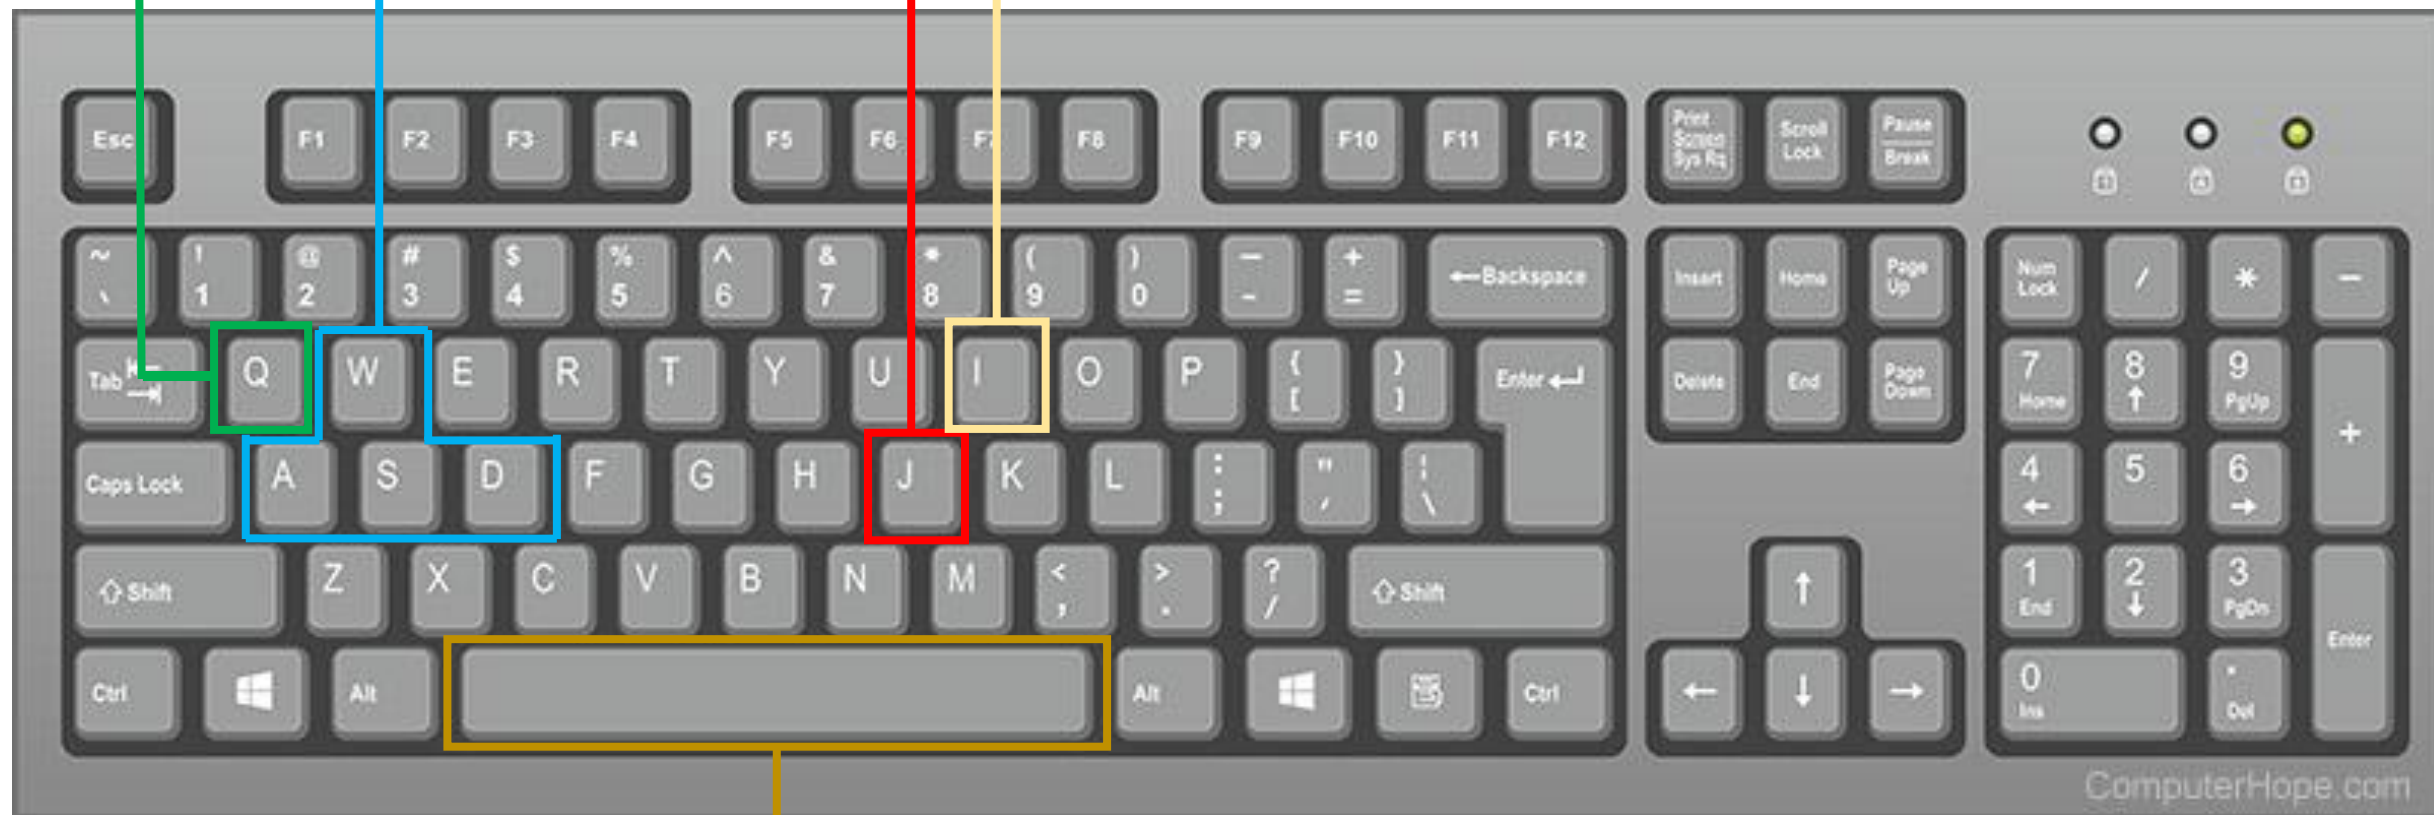 Esc F1 F2 F3 F4 F5 F6 F7 F8 F9 F10 F11 F12 Print Screen Sys Rq Scroll Lock Pause Break
~ ! @ # $ % ^ & * ( ) — + ←Backspace Insert Home Page Up Num Lock / * −
` 1 2 3 4 5 6 7 8 9 0 - =
Tab Q W E R T Y U I O P { [ } ] Enter Delete End Page Down 7 Home 8 ↑ 9 PgUp +
Caps Lock A S D F G H J K L : ; " ' ¦ \ 4 ← 5 6 →
⇧ Shift Z X C V B N M < , > . ? / ⇧ Shift ↑ 1 End 2 ↓ 3 PgDn Enter
Ctrl Alt Alt Ctrl ← ↓ → 0 Ins . Del
ComputerHope.com